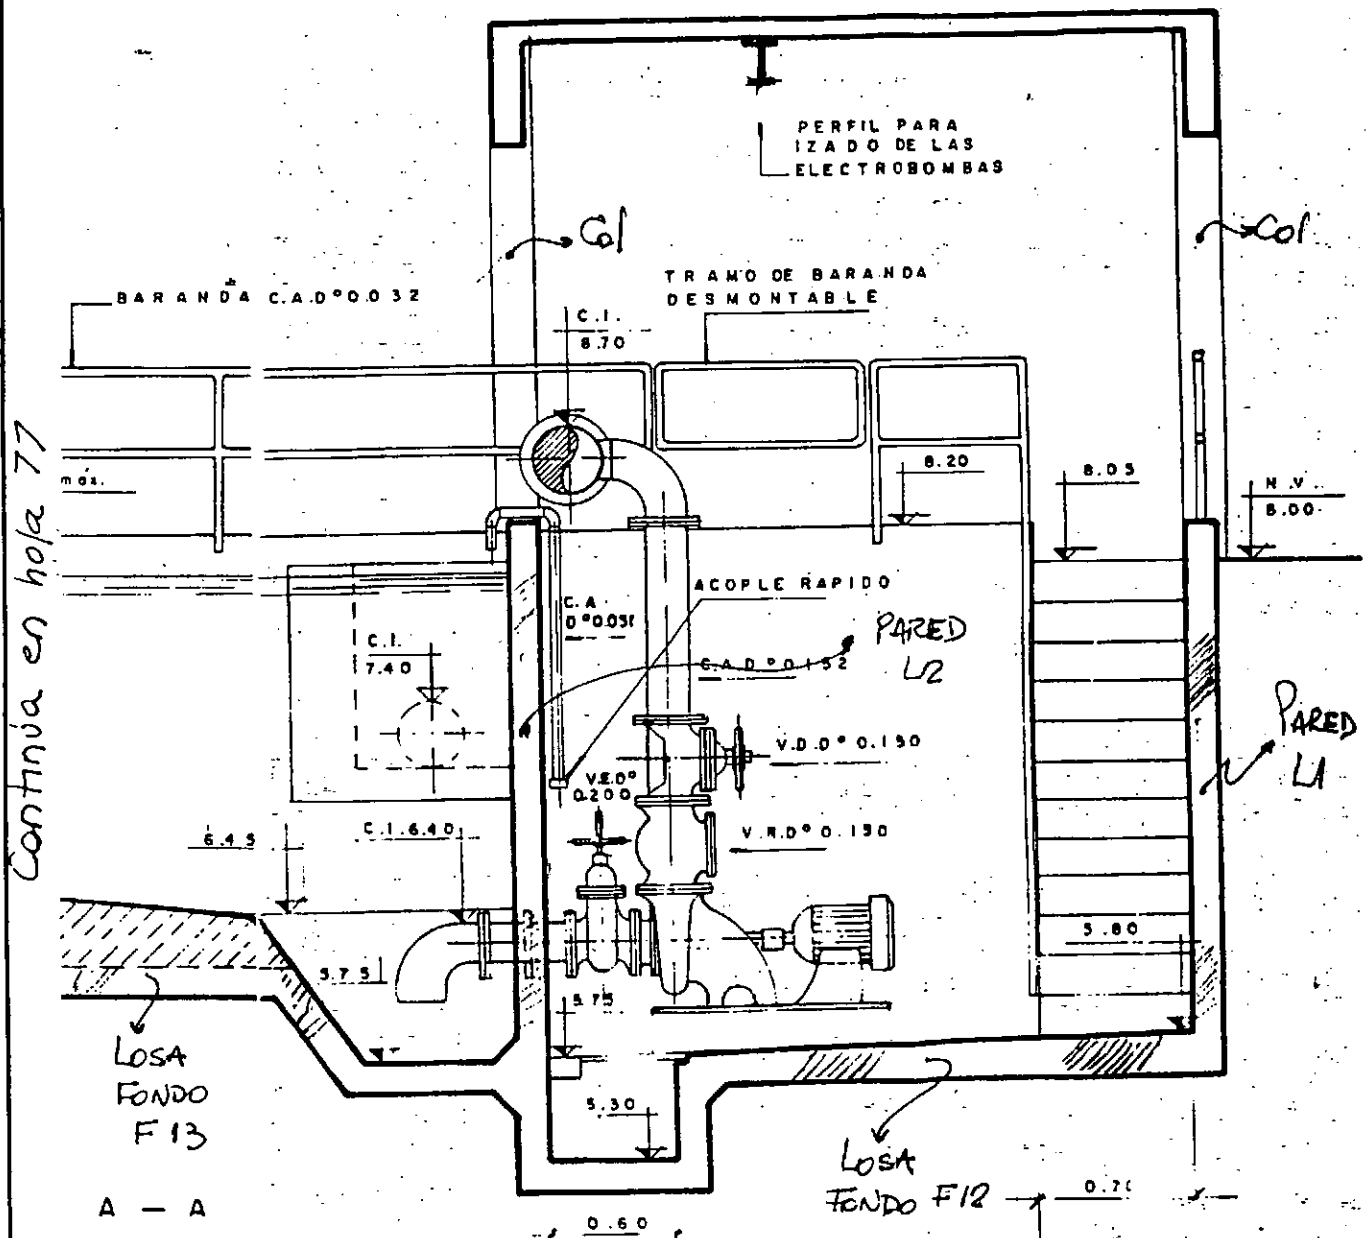 PERFIL PARA
IZADO DE LAS
ELECTROBOMBAS
Col
Col
BARANDA C.A.D°0.032
TRAMO DE BARANDA
DESMONTABLE
C.I.
8.70
Continúa en hoja 77
máx.
8.20
8.05
N.V.
8.00
ACOPLE RAPIDO
C.A
D°0.051
C.I.
7.40
C.A.D°0.152
PARED
L2
PARED
L1
V.D.D°0.150
V.E.D°
0.200
V.R.D°0.150
6.45
C.I.6.40
5.80
5.75
5.75
LOSA
FONDO
F13
5.30
LOSA
FONDO F12
A — A
0.60